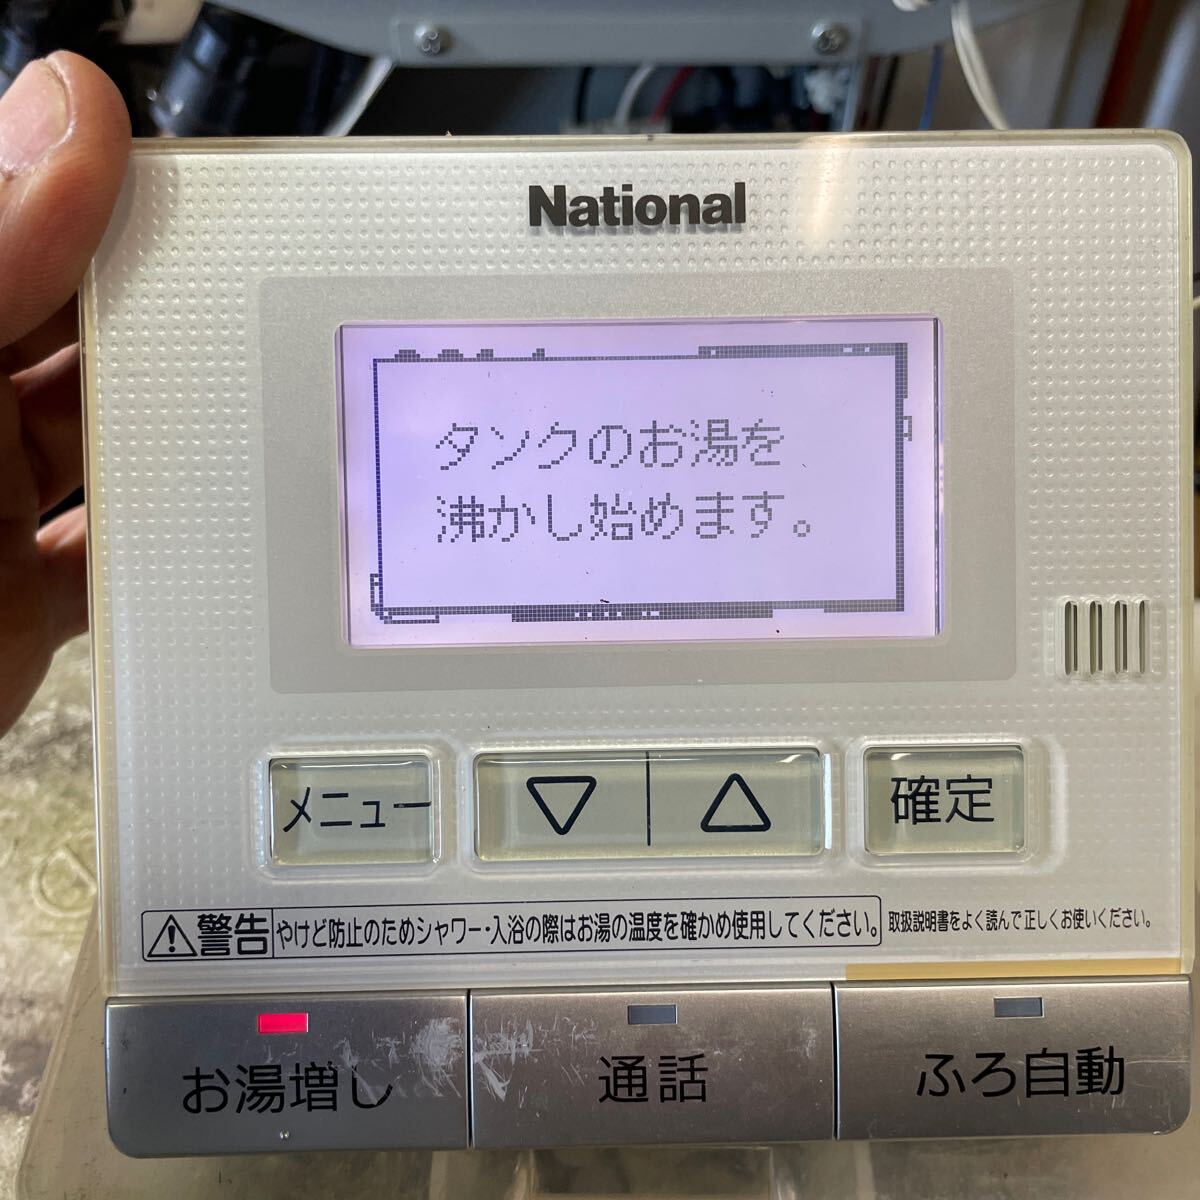 National
タンクのお湯を
沸かし始めます。
メニュー ▽ △ 確定
警告 やけど防止のためシャワー・入浴の際はお湯の温度を確かめ使用してください。 取扱説明書をよく読んで正しくお使いください。
お湯増し 通話 ふろ自動